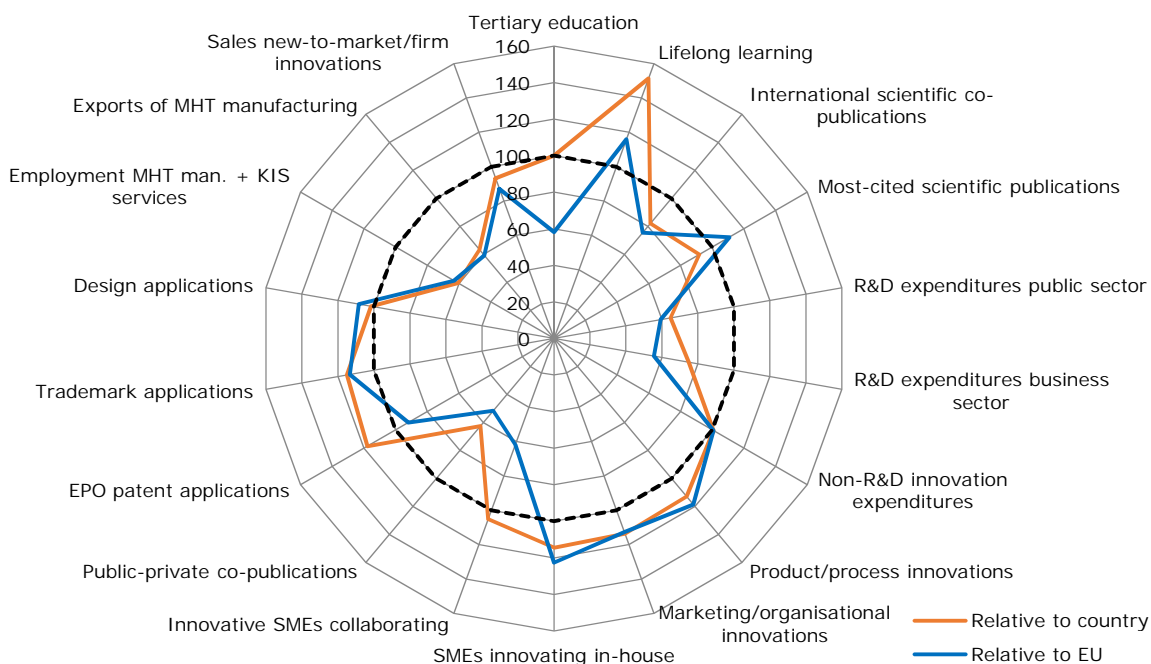 Tertiary education
Sales new-to-market/firm
innovations
Lifelong learning
Exports of MHT manufacturing
International scientific co-
publications
Employment MHT man. + KIS
services
Most-cited scientific publications
Design applications
R&D expenditures public sector
Trademark applications
R&D expenditures business
sector
EPO patent applications
Non-R&D innovation
expenditures
Public-private co-publications
Product/process innovations
Innovative SMEs collaborating
Marketing/organisational
innovations
SMEs innovating in-house
160
140
120
100
80
60
40
20
0
Relative to country
Relative to EU